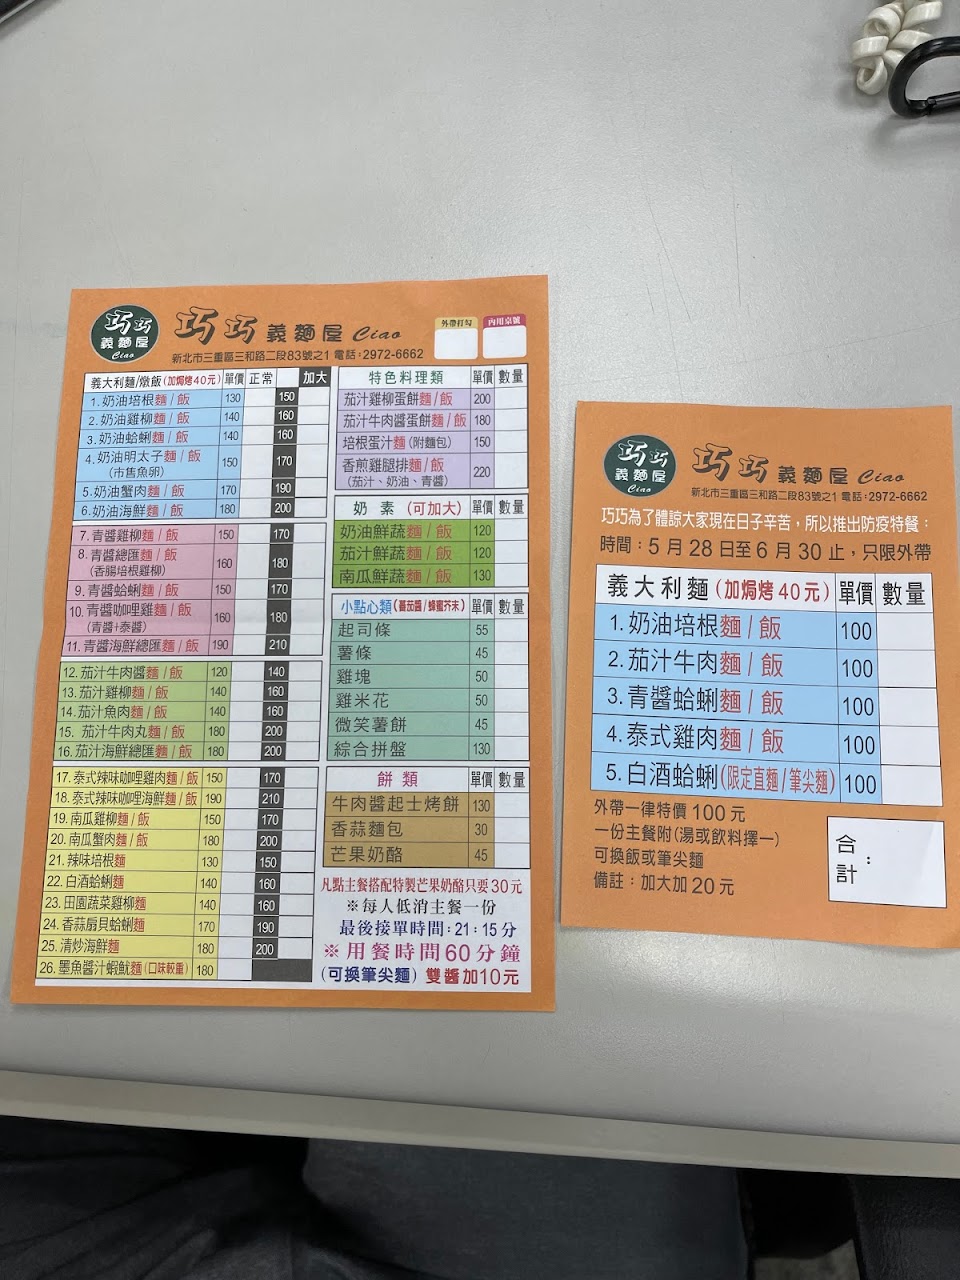 巧巧
義麵屋
Ciao
巧巧義麵屋 Ciao
外帶打勾
內用桌號
新北市三重區三和路二段83號之1 電話:2972-6662
義大利麵/燉飯(加焗烤40元) 單價 正常 加大
1.奶油培根麵/飯 130 150
2.奶油雞柳麵/飯 140 160
3.奶油蛤蜊麵/飯 140 160
4.奶油明太子麵/飯 150 170
(市售魚卵)
5.奶油蟹肉麵/飯 170 190
6.奶油海鮮麵/飯 180 200
7.青醬雞柳麵/飯 150 170
8.青醬總匯麵/飯 160 180
(香腸培根雞柳)
9.青醬蛤蜊麵/飯 150 170
10.青醬咖哩雞麵/飯 160 180
(青醬+泰醬)
11.青醬海鮮總匯麵/飯 190 210
12.茄汁牛肉醬麵/飯 120 140
13.茄汁雞柳麵/飯 140 160
14.茄汁魚肉麵/飯 140 160
15.茄汁牛肉丸麵/飯 180 200
16.茄汁海鮮總匯麵/飯 180 200
17.泰式辣味咖哩雞肉麵/飯 150 170
18.泰式辣味咖哩海鮮麵/飯 190 210
19.南瓜雞柳麵/飯 150 170
20.南瓜蟹肉麵/飯 180 200
21.辣味培根麵 130 150
22.白酒蛤蜊麵 140 160
23.田園蔬菜雞柳麵 140 160
24.香蒜扇貝蛤蜊麵 170 190
25.清炒海鮮麵 180 200
26.墨魚醬汁蝦魷麵(口味較重) 180
特色料理類 單價 數量
茄汁雞柳蛋餅麵/飯 200
茄汁牛肉醬蛋餅麵/飯 180
培根蛋汁麵(附麵包) 150
香煎雞腿排麵/飯 220
(茄汁、奶油、青醬)
奶素(可加大) 單價 數量
奶油鮮蔬麵/飯 120
茄汁鮮蔬麵/飯 120
南瓜鮮蔬麵/飯 130
小點心類(蕃茄醬/蜂蜜芥末) 單價 數量
起司條 55
薯條 45
雞塊 50
雞米花 50
微笑薯餅 45
綜合拼盤 130
餅類 單價 數量
牛肉醬起士烤餅 130
香蒜麵包 30
芒果奶酪 45
凡點主餐搭配特製芒果奶酪只要30元
※每人低消主餐一份
最後接單時間:21:15分
※用餐時間60分鐘
(可換筆尖麵) 雙醬加10元
巧巧
義麵屋
Ciao
巧巧義麵屋 Ciao
新北市三重區三和路二段83號之1 電話:2972-6662
巧巧為了體諒大家現在日子辛苦,所以推出防疫特餐:
時間:5月28日至6月30止,只限外帶
義大利麵(加焗烤40元) 單價 數量
1.奶油培根麵/飯 100
2.茄汁牛肉麵/飯 100
3.青醬蛤蜊麵/飯 100
4.泰式雞肉麵/飯 100
5.白酒蛤蜊(限定直麵/筆尖麵) 100
外帶一律特價100元
一份主餐附(湯或飲料擇一)
可換飯或筆尖麵
備註:加大加20元
合計: